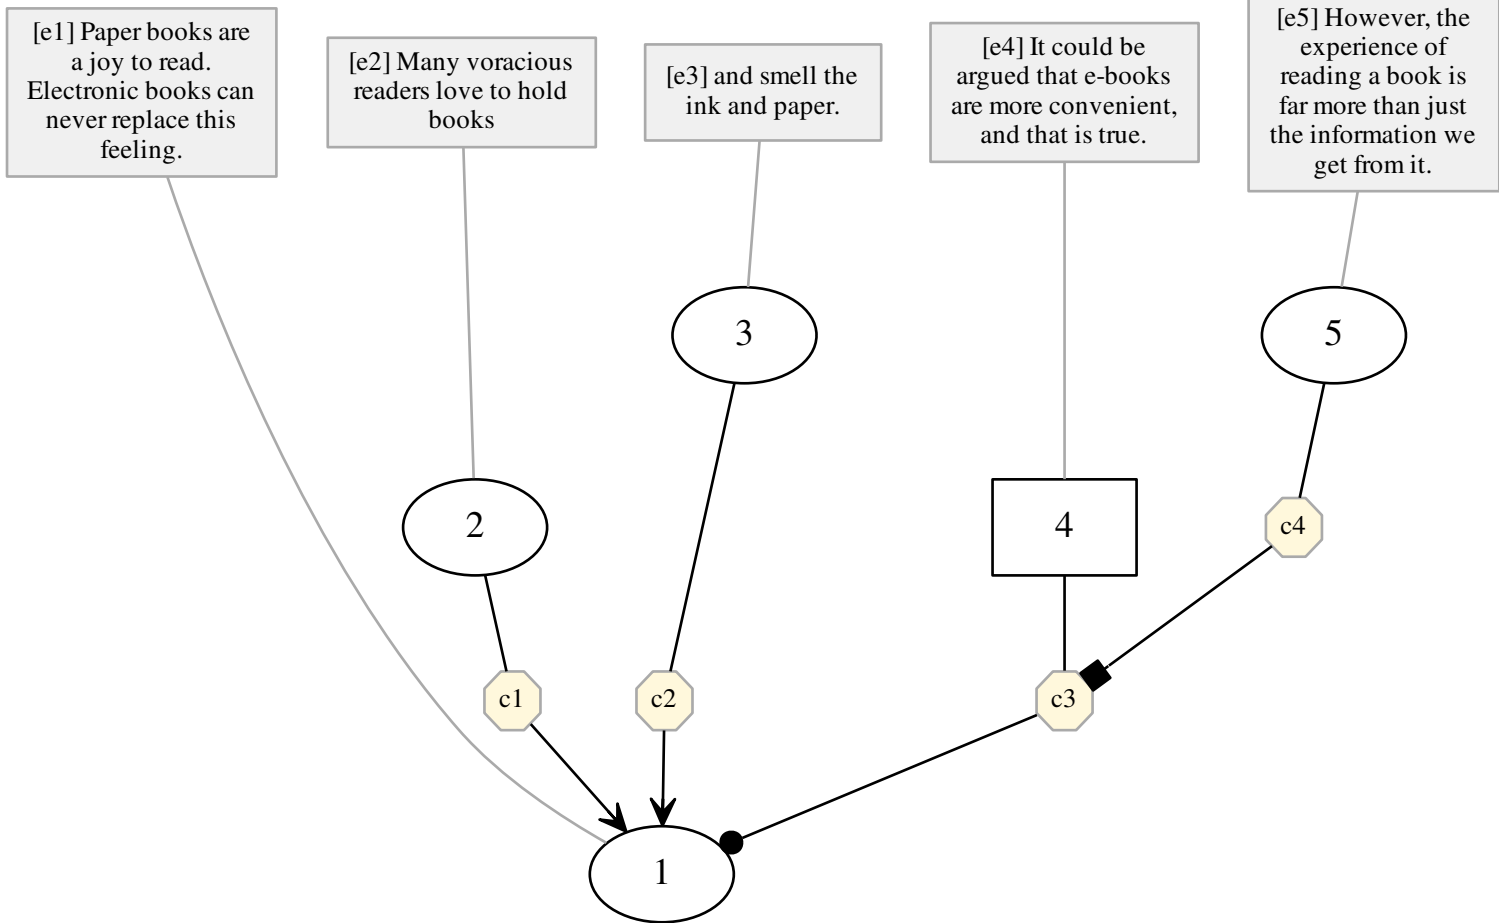 [e1] Paper books are
a joy to read.
Electronic books can
never replace this
feeling.
[e2] Many voracious
readers love to hold
books
[e3] and smell the
ink and paper.
[e4] It could be
argued that e-books
are more convenient,
and that is true.
[e5] However, the
experience of
reading a book is
far more than just
the information we
get from it.
3
5
2
4
c4
c1
c2
c3
1